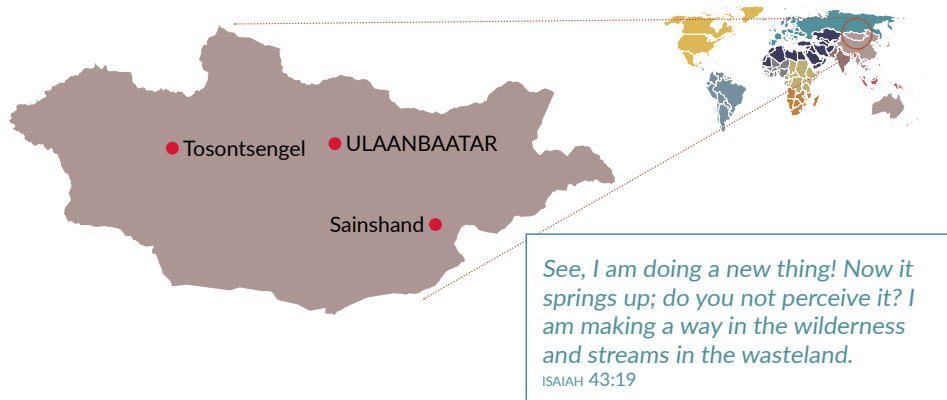 Tosontsengel
ULAANBAATAR
Sainshand
See, I am doing a new thing! Now it
springs up; do you not perceive it? I
am making a way in the wilderness
and streams in the wasteland.
ISAIAH 43:19